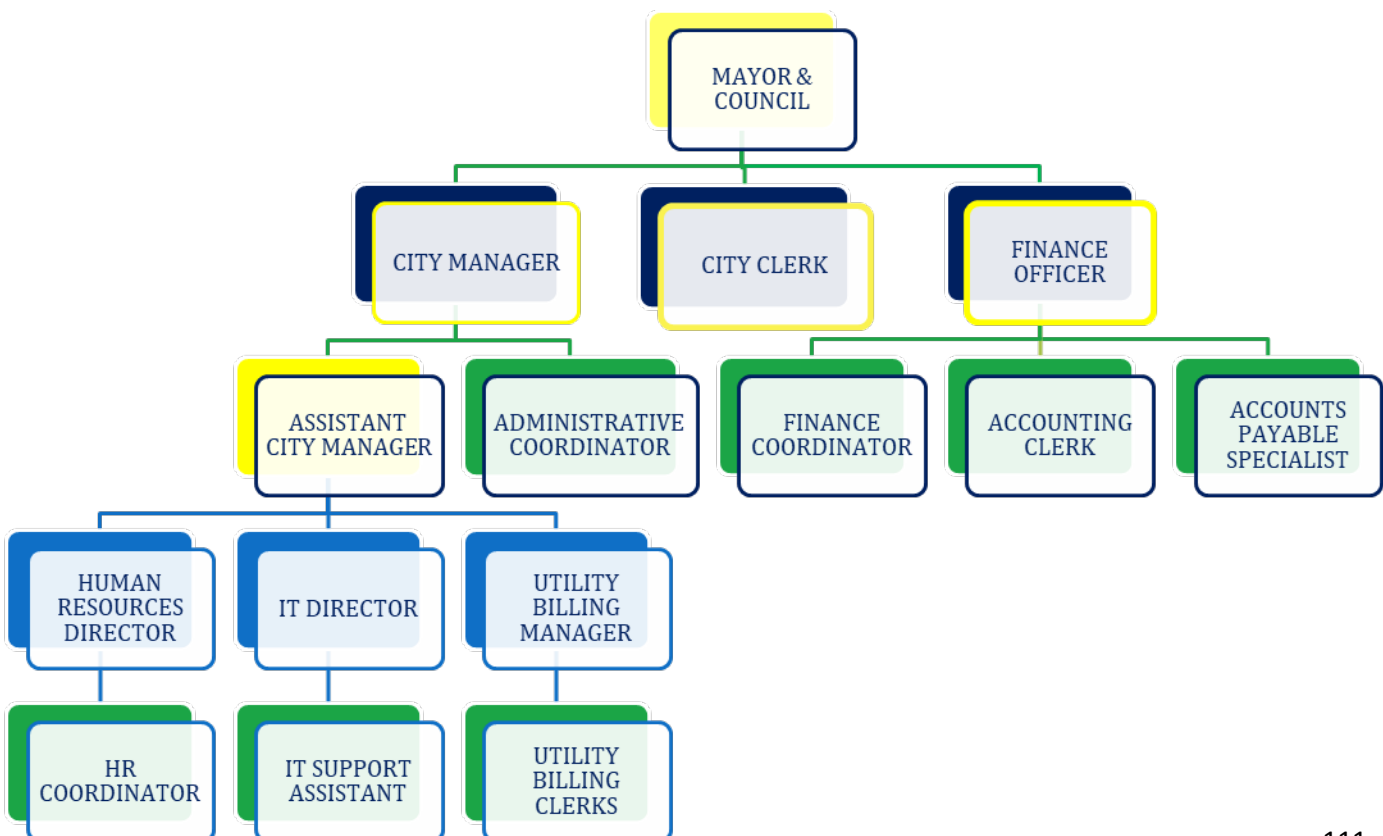 MAYOR &
COUNCIL
CITY MANAGER
CITY CLERK
FINANCE
OFFICER
ASSISTANT
CITY MANAGER
ADMINISTRATIVE
COORDINATOR
FINANCE
COORDINATOR
ACCOUNTING
CLERK
ACCOUNTS
PAYABLE
SPECIALIST
HUMAN
RESOURCES
DIRECTOR
IT DIRECTOR
UTILITY
BILLING
MANAGER
HR
COORDINATOR
IT SUPPORT
ASSISTANT
UTILITY
BILLING
CLERKS
111